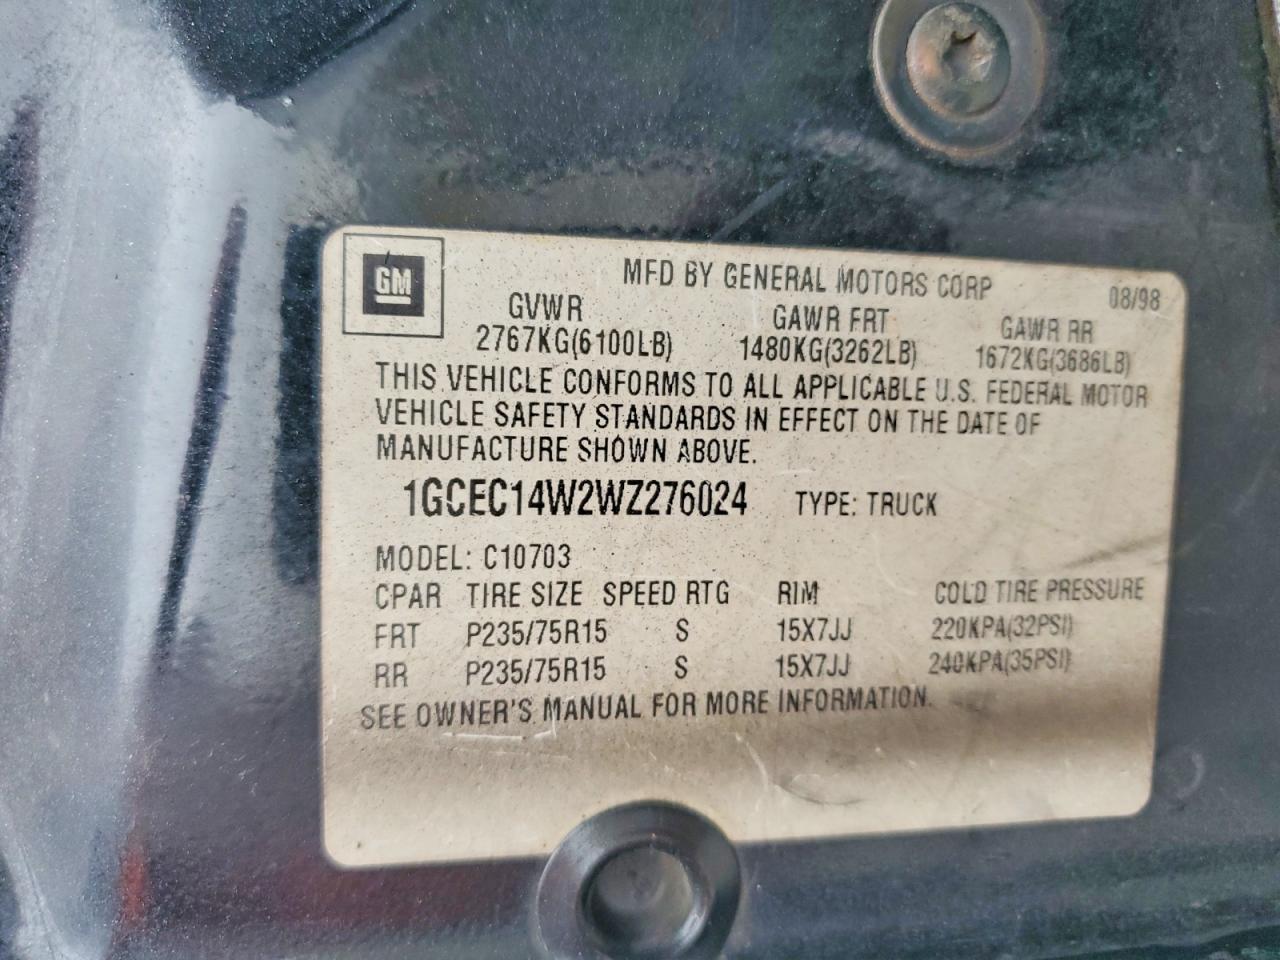 GM
MFD BY GENERAL MOTORS CORP 08/98
GVWR GAWR FRT GAWR RR
2767KG(6100LB) 1480KG(3262LB) 1672KG(3686LB)
THIS VEHICLE CONFORMS TO ALL APPLICABLE U.S. FEDERAL MOTOR
VEHICLE SAFETY STANDARDS IN EFFECT ON THE DATE OF
MANUFACTURE SHOWN ABOVE.
1GCEC14W2WZ276024 TYPE: TRUCK
MODEL: C10703
CPAR TIRE SIZE SPEED RTG RIM COLD TIRE PRESSURE
FRT P235/75R15 S 15X7JJ 220KPA(32PSI)
RR P235/75R15 S 15X7JJ 240KPA(35PSI)
SEE OWNER'S MANUAL FOR MORE INFORMATION.